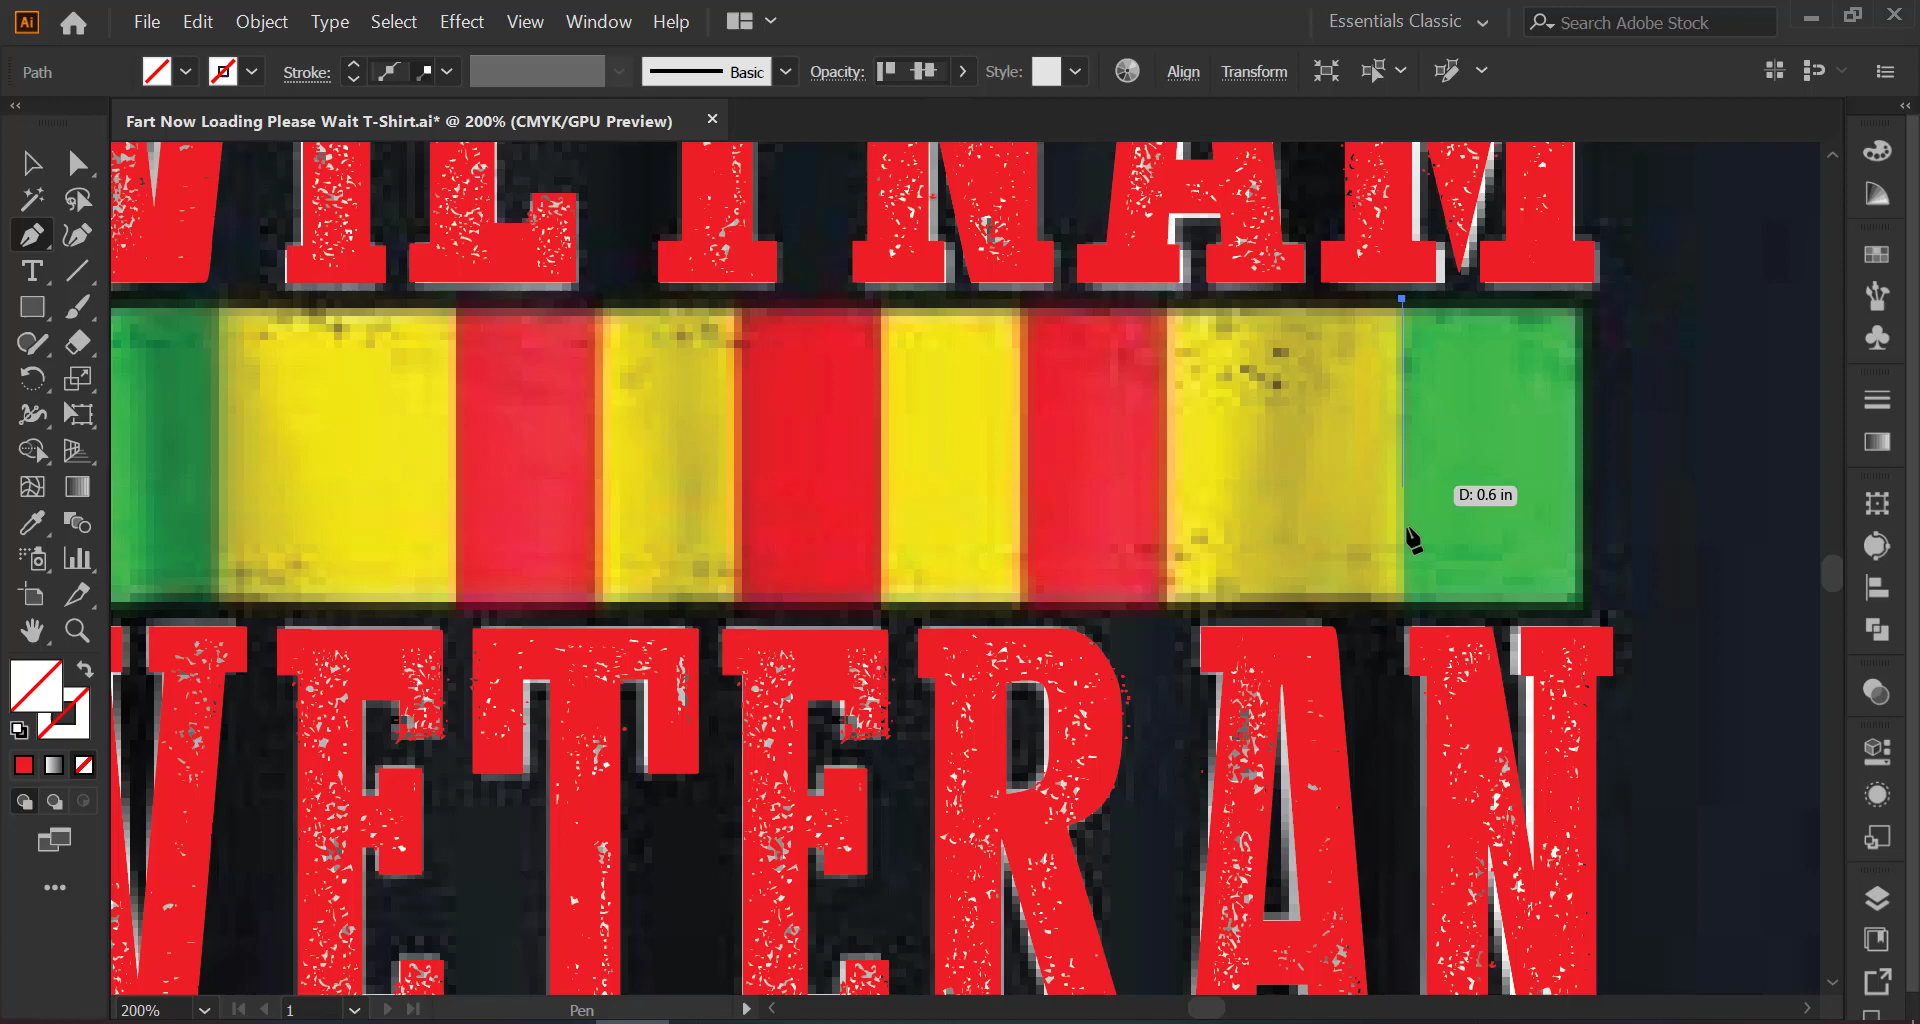 Ai File Edit Object Type Select Effect View Window Help Essentials Classic Search Adobe Stock
Path Stroke: Basic Opacity: Style: Align Transform
Fart Now Loading Please Wait T-Shirt.ai* @ 200% (CMYK/GPU Preview)
D: 0.6 in
VETERAN
200% 1 Pen